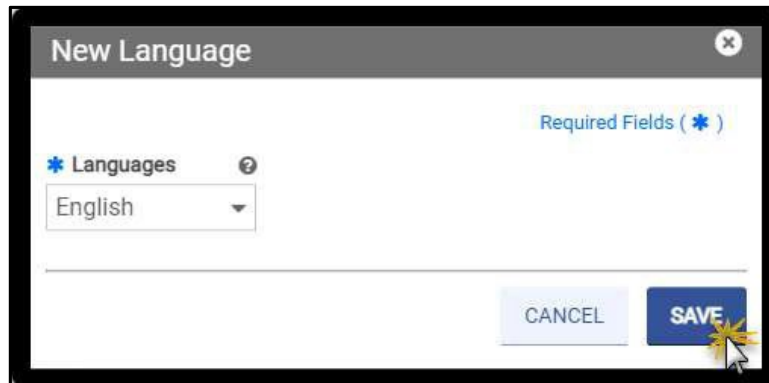 New Language
Required Fields ( * )
* Languages
English
CANCEL SAVE